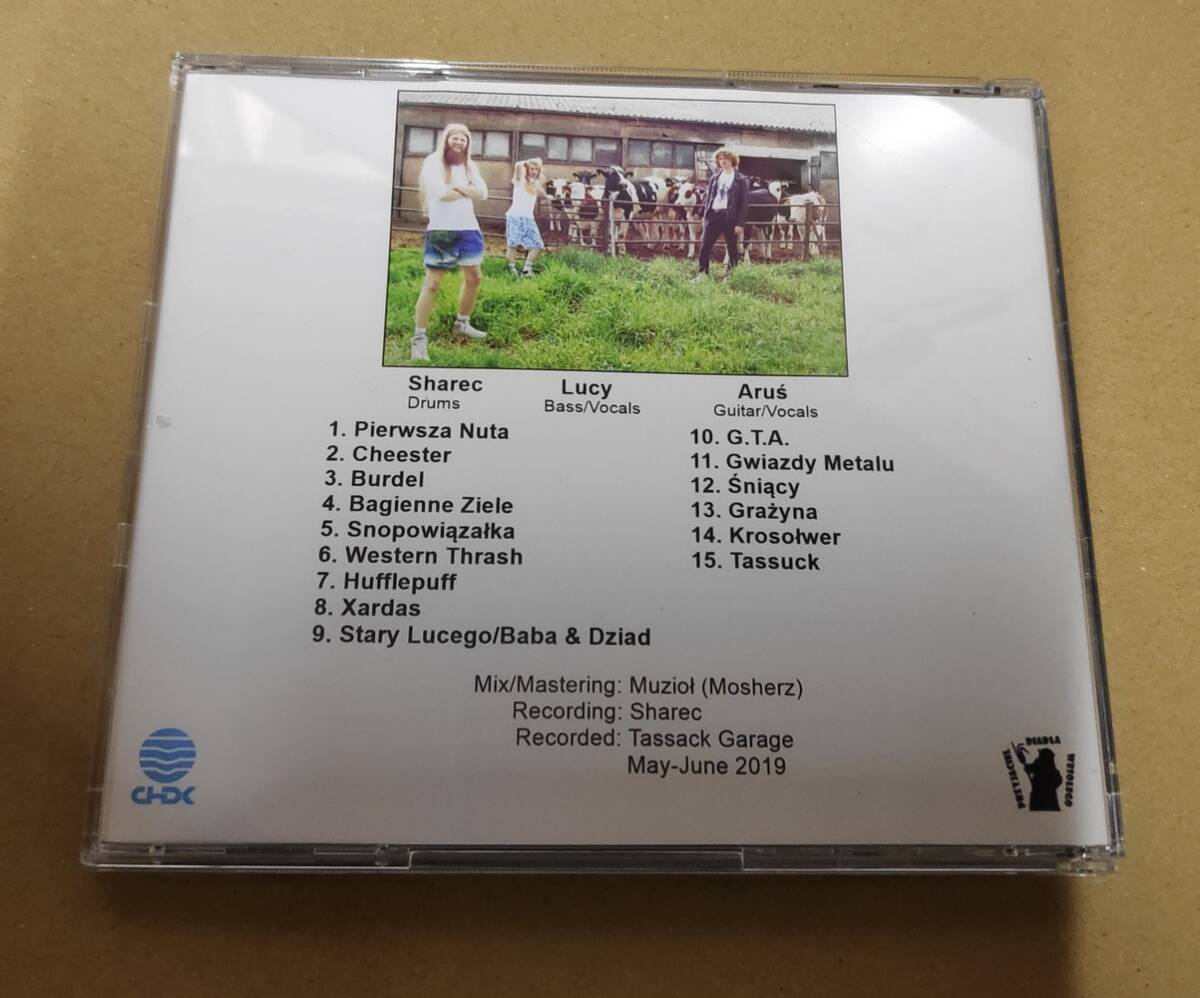 Sharec
Drums
Lucy
Bass/Vocals
Aruś
Guitar/Vocals
1. Pierwsza Nuta
2. Cheester
3. Burdel
4. Bagienne Ziele
5. Snopowiązałka
6. Western Thrash
7. Hufflepuff
8. Xardas
9. Stary Lucego/Baba & Dziad
10. G.T.A.
11. Gwiazdy Metalu
12. Śniący
13. Grażyna
14. Krosołwer
15. Tassuck
Mix/Mastering: Muzioł (Mosherz)
Recording: Sharec
Recorded: Tassack Garage
May-June 2019
CHDK
PRZYJACIEL DIABŁA WESOŁEGO